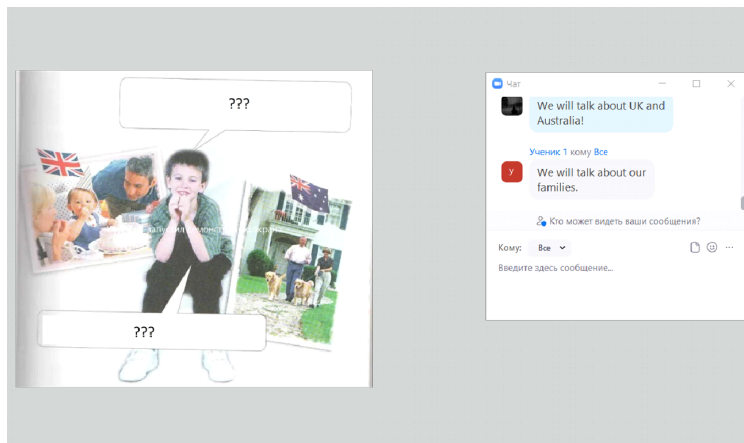 ???
???
Чат
We will talk about UK and
Australia!
Ученик 1 кому Все
У
We will talk about our
families.
Кто может видеть ваши сообщения?
Кому:
Все
Введите здесь сообщение...